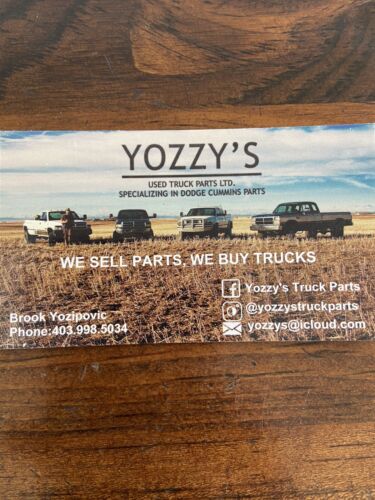 YOZZY'S
USED TRUCK PARTS LTD.
SPECIALIZING IN DODGE CUMMINS PARTS
WE SELL PARTS, WE BUY TRUCKS
Yozzy's Truck Parts
@yozzystruckparts
yozzys@icloud.com
Brook Yozipovic
Phone:403.998.5034